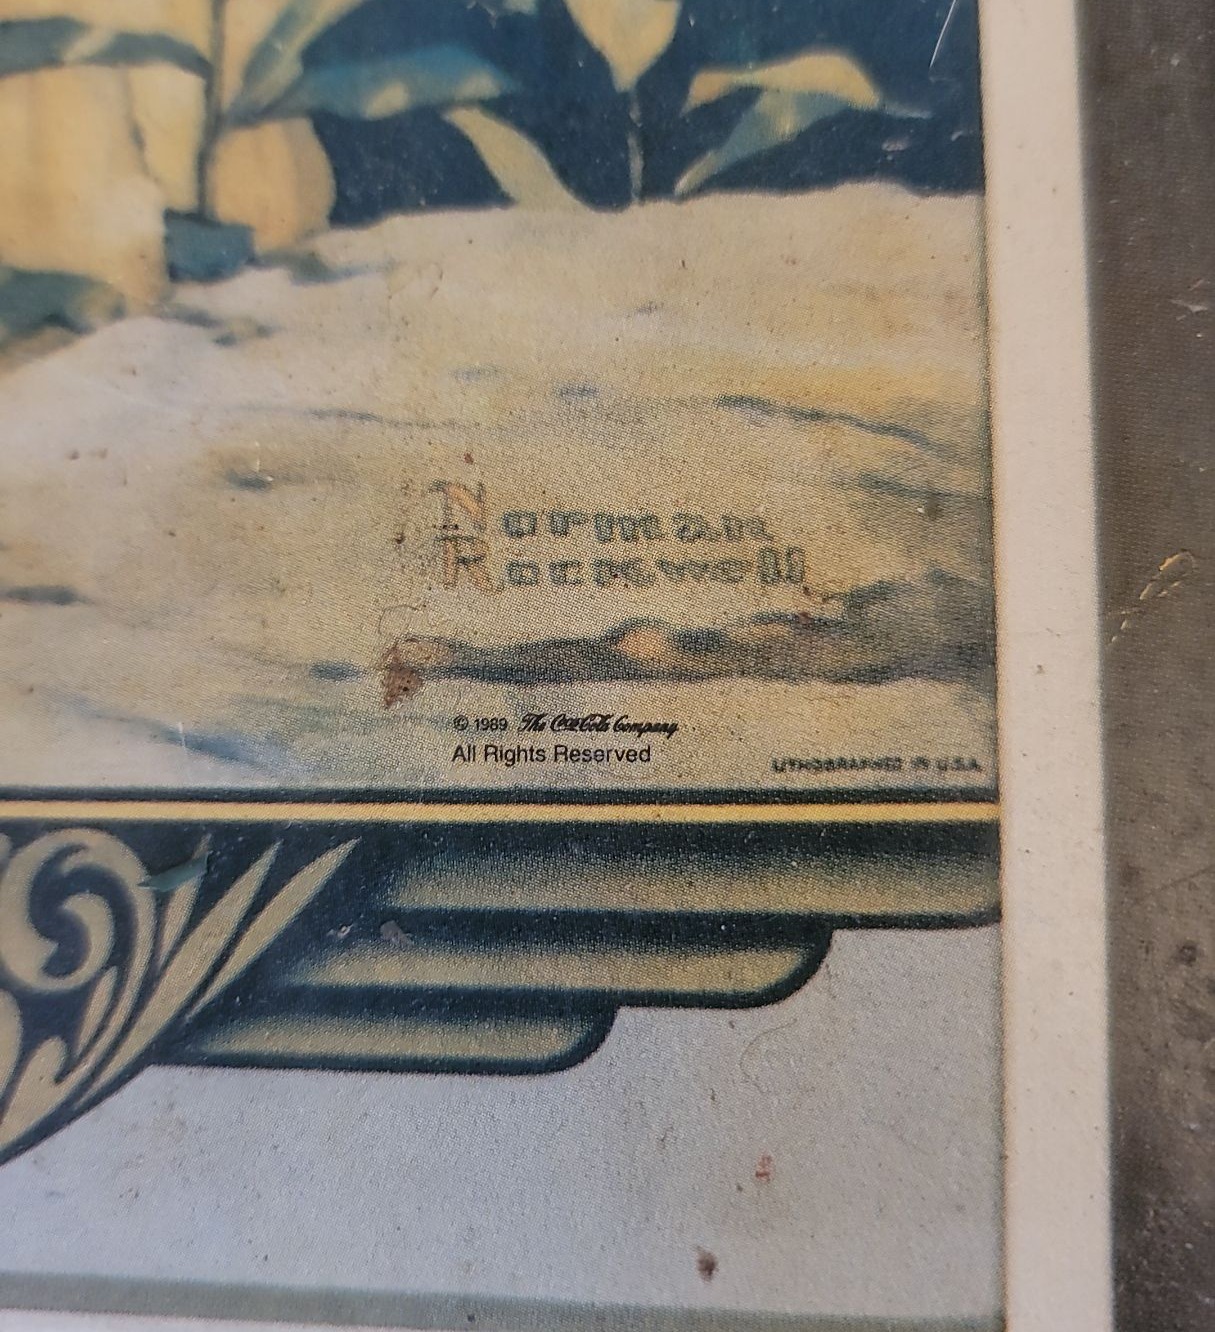 Norman
Rockwell
© 1989 The Coca-Cola Company
All Rights Reserved
LITHOGRAPHED IN U.S.A.